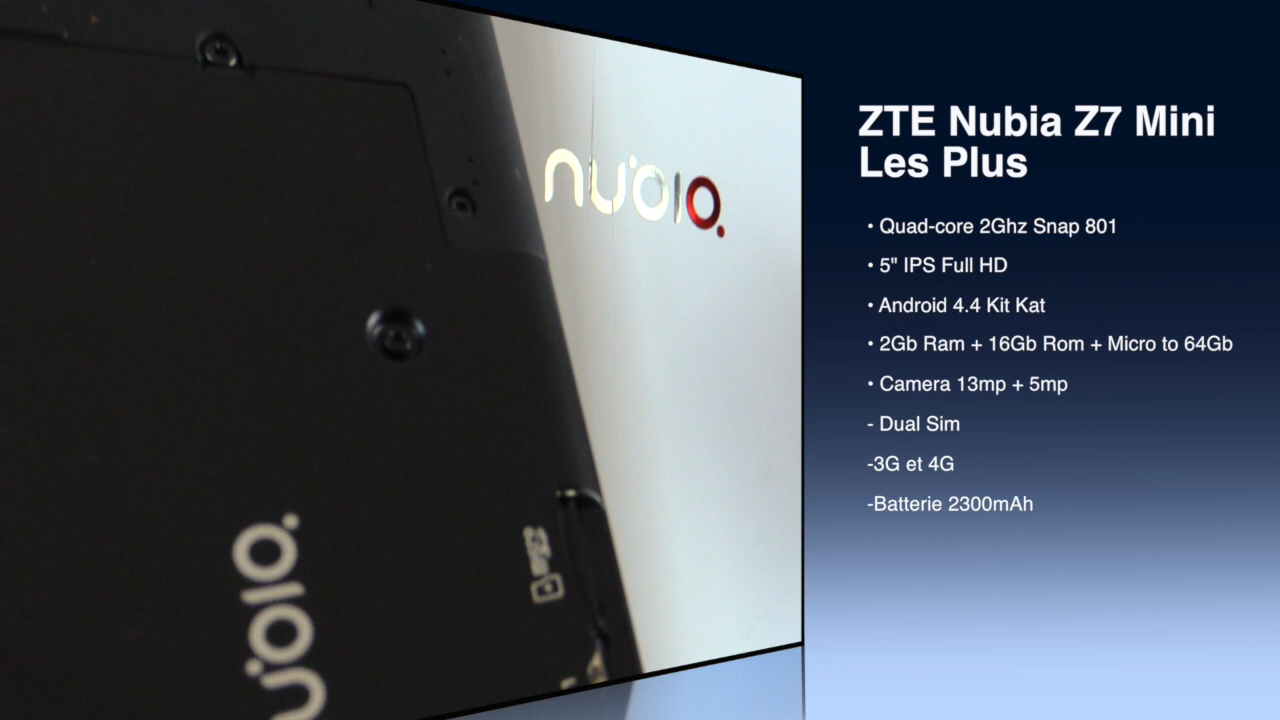 nubia.
ZTE Nubia Z7 Mini
Les Plus
• Quad-core 2Ghz Snap 801
• 5" IPS Full HD
• Android 4.4 Kit Kat
• 2Gb Ram + 16Gb Rom + Micro to 64Gb
• Camera 13mp + 5mp
- Dual Sim
-3G et 4G
-Batterie 2300mAh
nubia.